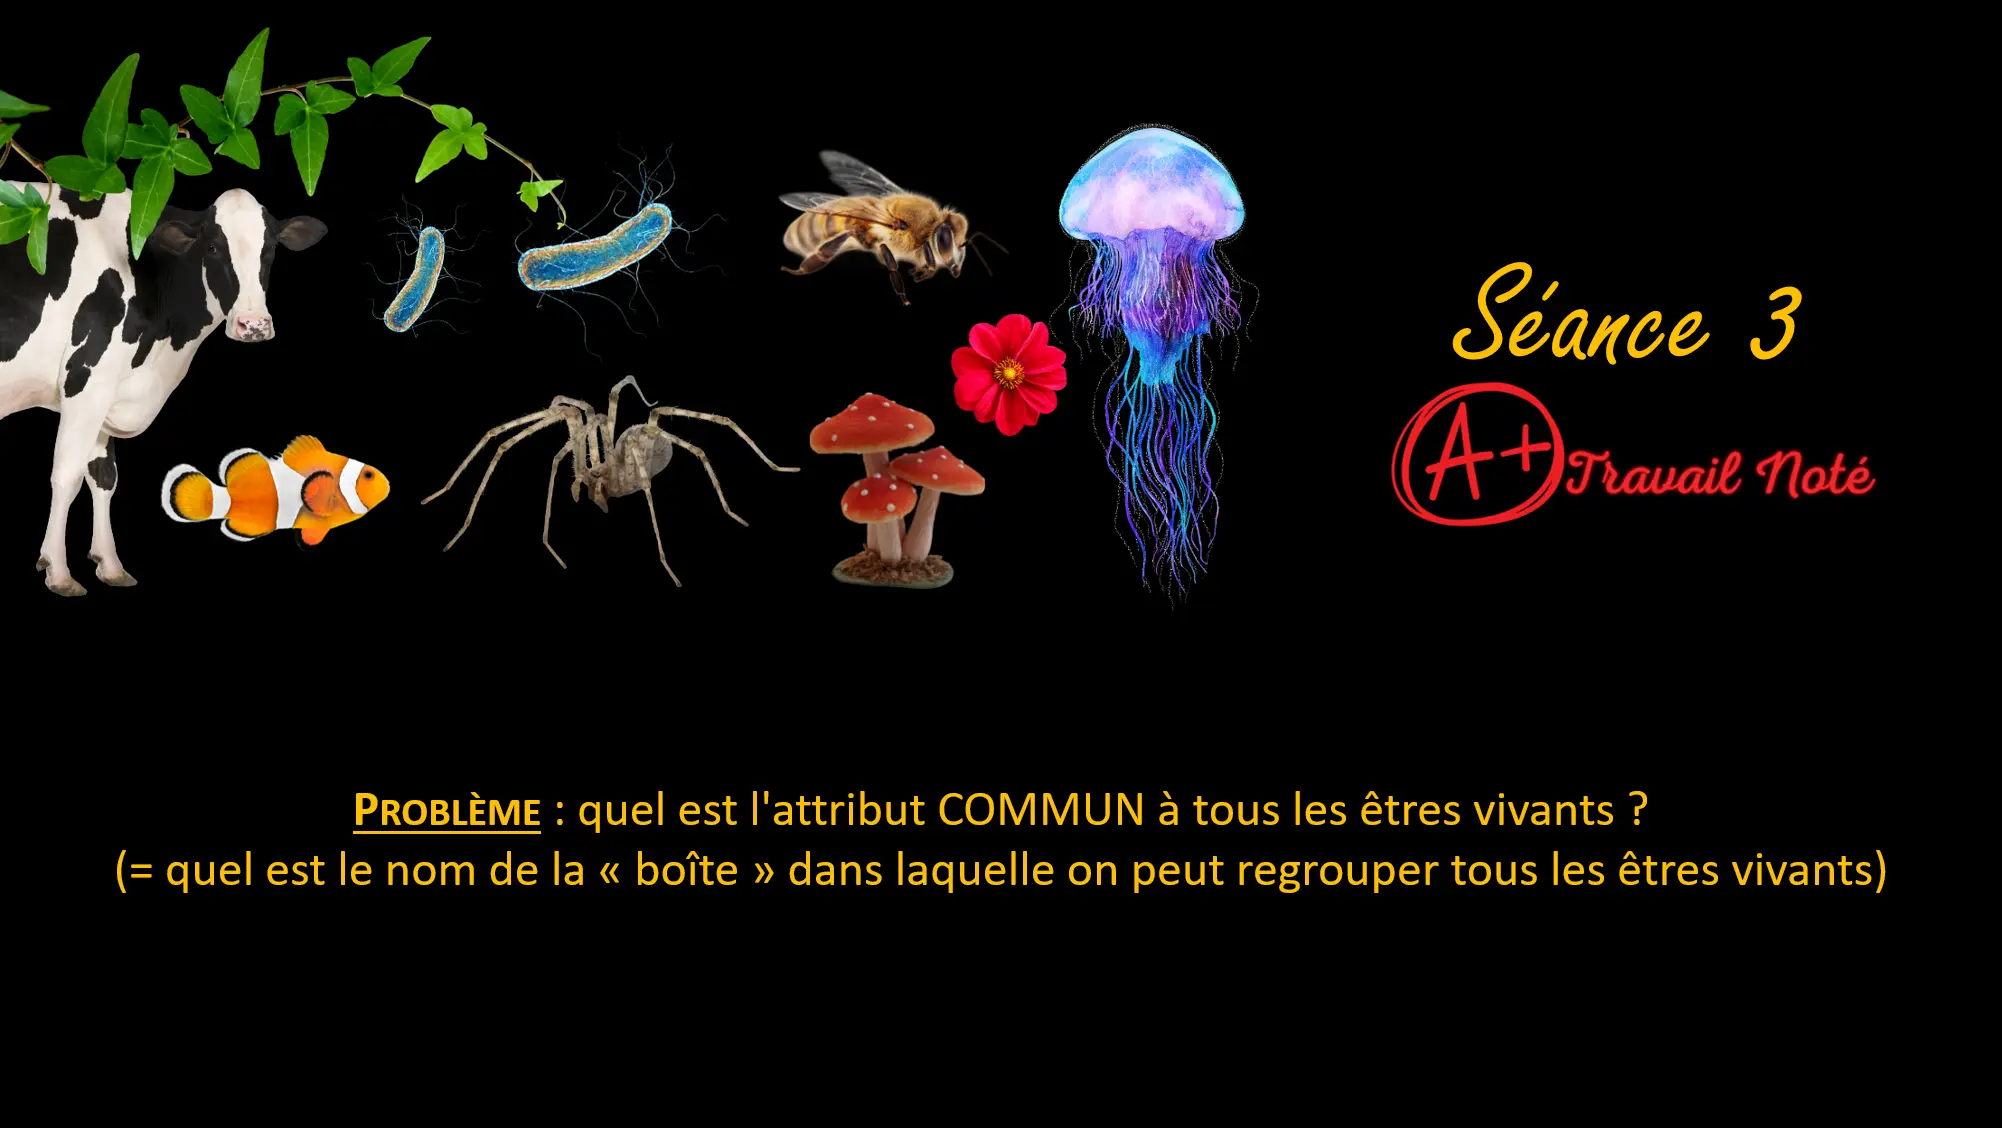 Séance 3
A+ Travail Noté
PROBLÈME : quel est l'attribut COMMUN à tous les êtres vivants ?
(= quel est le nom de la « boîte » dans laquelle on peut regrouper tous les êtres vivants)